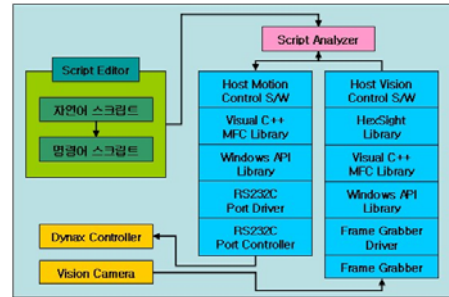 Script Analyzer
Script Editor
자연어 스크립트
명령어 스크립트
Host Motion
Control S/W
Visual C++
MFC Library
Windows API
Library
RS232C
Port Driver
RS232C
Port Controller
Host Vision
Control S/W
HexSight
Library
Visual C++
MFC Library
Windows API
Library
Frame Grabber
Driver
Frame Grabber
Dynax Controller
Vision Camera